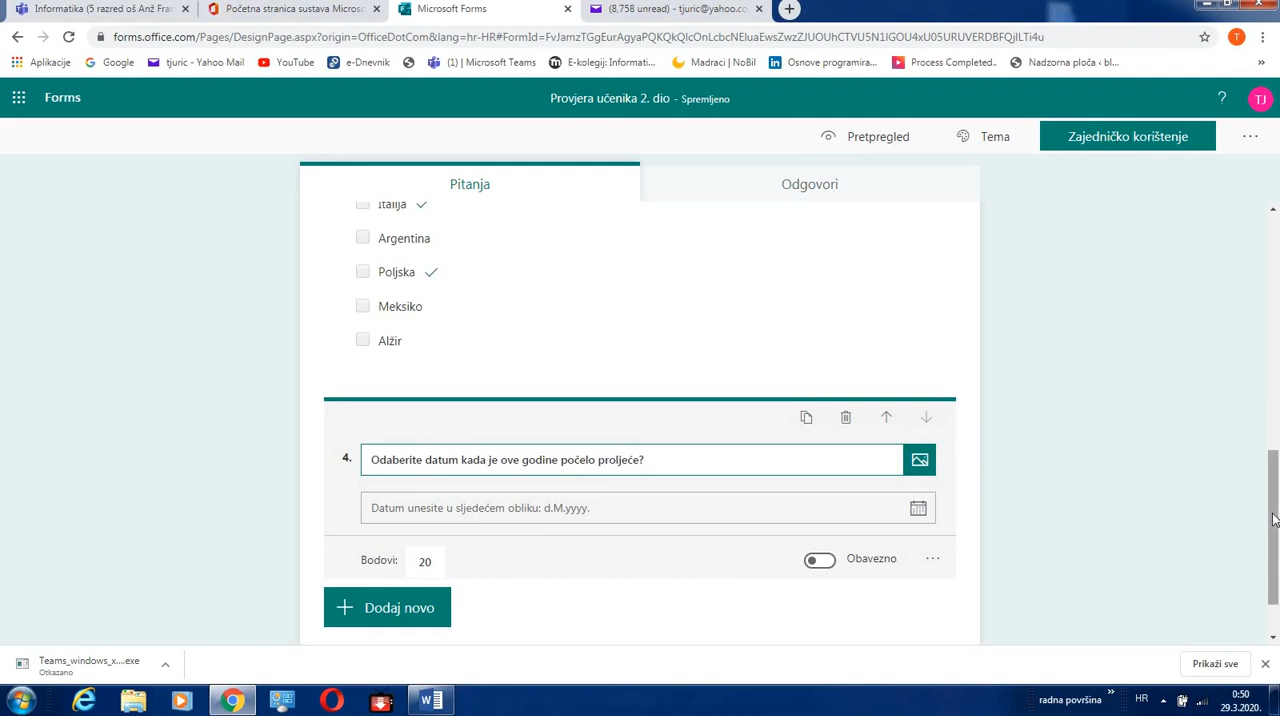 Informatika (5 razred oš Anž Fran
Početna stranica sustava Microso
Microsoft Forms
(8,758 unread) - tjuric@yahoo.co
forms.office.com/Pages/DesignPage.aspx?origin=OfficeDotCom&lang=hr-HR#FormId=
Aplikacije
Google
tjuric - Yahoo Mail
YouTube
e-Dnevnik
(1) | Microsoft Teams
E-kolegij: Informati...
Madraci | NoBil
Osnove programira...
Process Completed..
Nadzorna ploča ‹ bl...
»
Forms
Provjera učenika 2. dio - Spremljeno
?
TJ
Pretpregled
Tema
Zajedničko korištenje
...
Pitanja
Odgovori
Italija
Argentina
Poljska
Meksiko
Alžir
4.
Odaberite datum kada je ove godine počelo proljeće?
Datum unesite u sljedećem obliku: d.M.yyyy.
Bodovi:
20
Obavezno
...
Dodaj novo
Teams_windows_x....exe
Otkazano
Prikaži sve
radna površina
»
HR
0:50
29.3.2020.